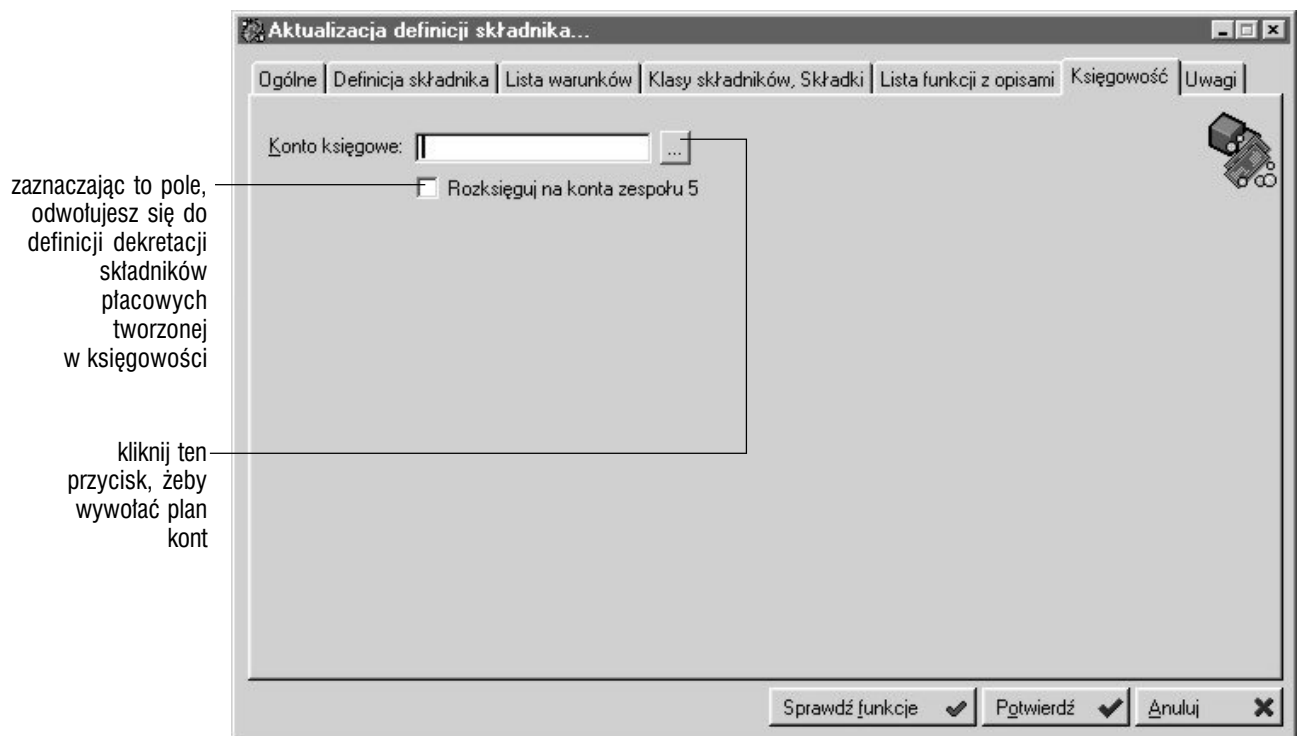 Aktualizacja definicji składnika...
Ogólne Definicja składnika Lista warunków Klasy składników, Składki Lista funkcji z opisami Księgowość Uwagi
Konto księgowe: ...
Rozksięguj na konta zespołu 5
zaznaczając to pole,
odwołujesz się do
definicji dekretacji
składników
płacowych
tworzonej
w księgowości
kliknij ten
przycisk, żeby
wywołać plan
kont
Sprawdź funkcje Potwierdź Anuluj